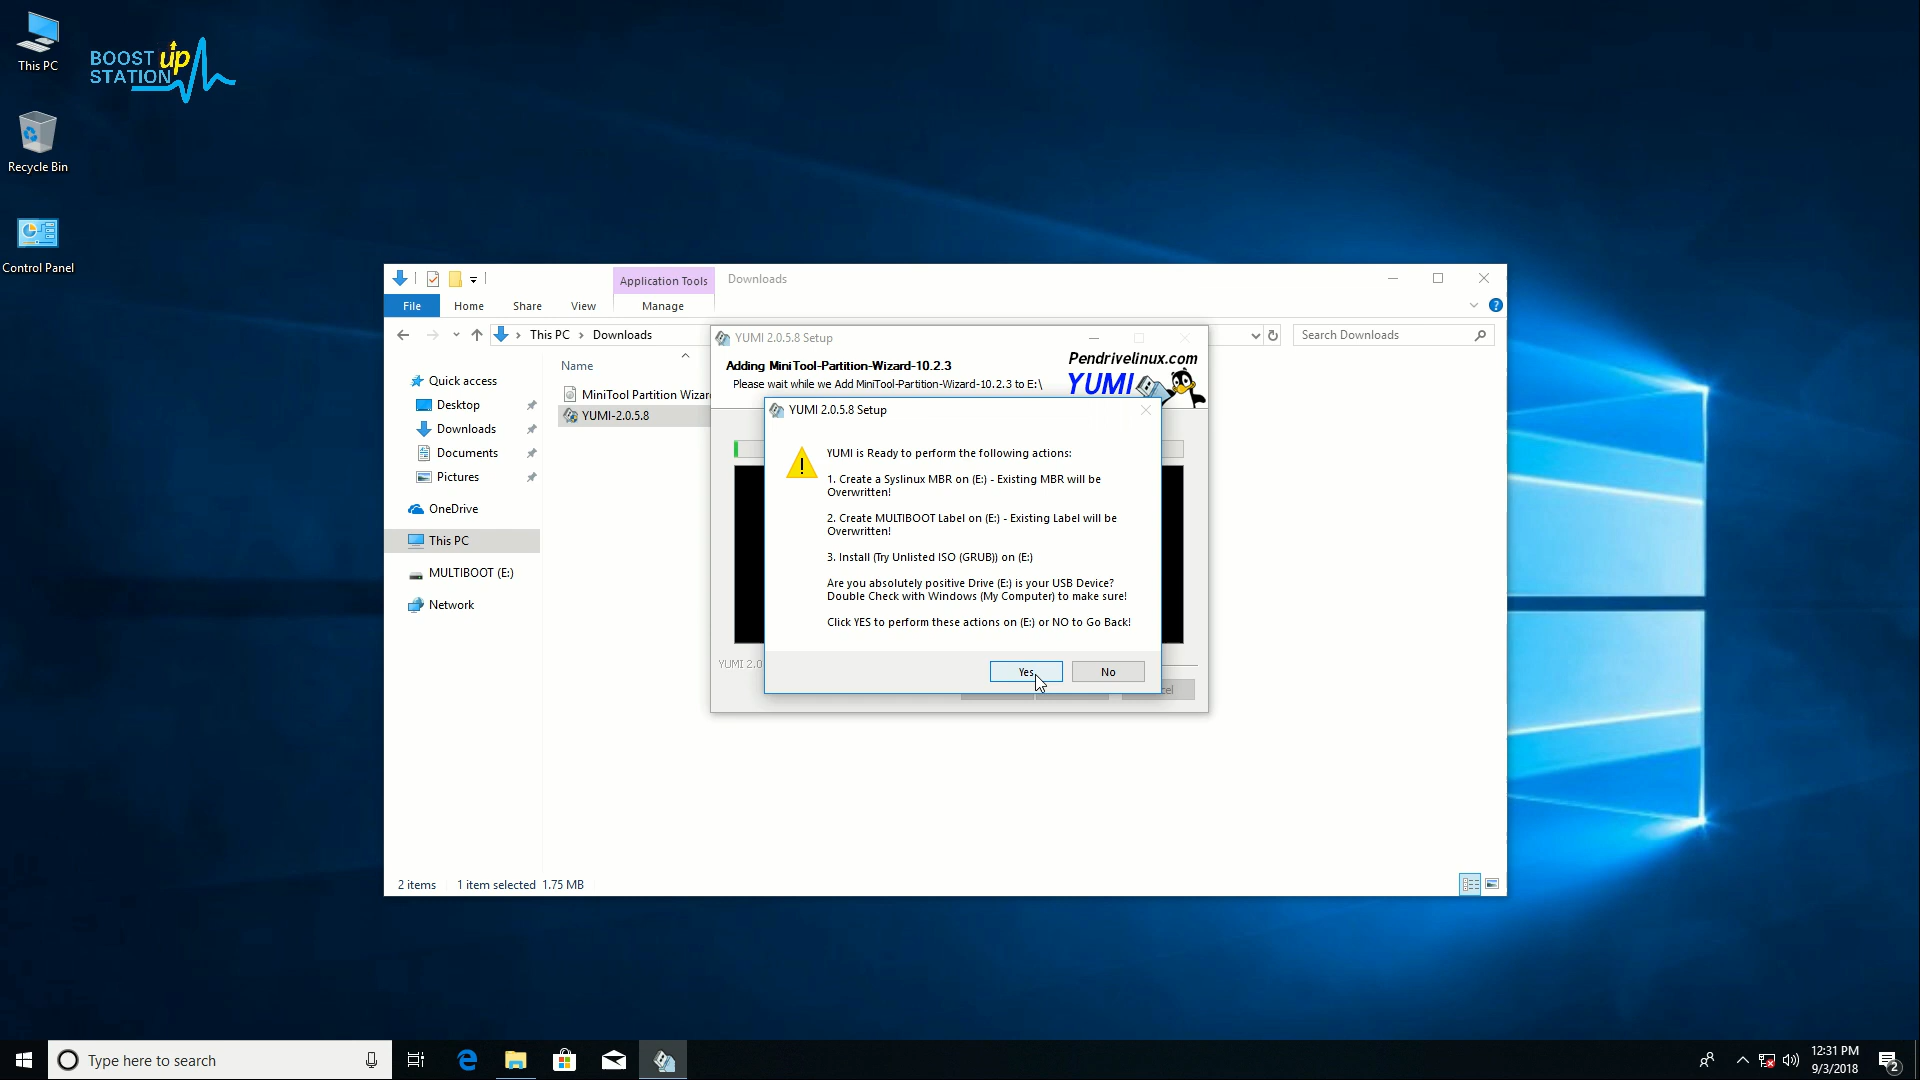 This PC
BOOST up
STATION
Recycle Bin
Control Panel
Application Tools
Downloads
File
Home
Share
View
Manage
This PC
Downloads
Search Downloads
Quick access
Desktop
Downloads
Documents
Pictures
OneDrive
This PC
MULTIBOOT (E:)
Network
Name
MiniTool Partition Wizar
YUMI-2.0.5.8
YUMI 2.0.5.8 Setup
Adding MiniTool-Partition-Wizard-10.2.3
Please wait while we Add MiniTool-Partition-Wizard-10.2.3 to E:\
Pendrivelinux.com
YUMI
YUMI 2.0.5.8 Setup
YUMI is Ready to perform the following actions:
1. Create a Syslinux MBR on (E:) - Existing MBR will be
Overwritten!
2. Create MULTIBOOT Label on (E:) - Existing Label will be
Overwritten!
3. Install (Try Unlisted ISO (GRUB)) on (E:)
Are you absolutely positive Drive (E:) is your USB Device?
Double Check with Windows (My Computer) to make sure!
Click YES to perform these actions on (E:) or NO to Go Back!
Yes
No
YUMI 2.0
cel
2 items
1 item selected 1.75 MB
Type here to search
12:31 PM
9/3/2018
2